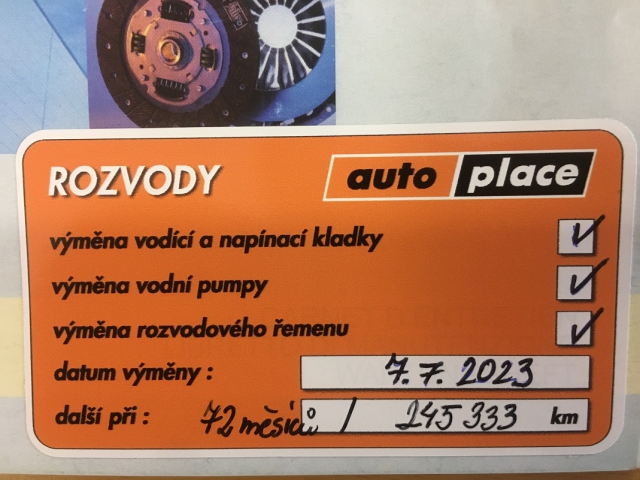 ROZVODY auto place
výměna vodící a napínací kladky
výměna vodní pumpy
výměna rozvodového řemenu
datum výměny : 7.7.2023
další při : 72 měsíců / 245 333 km